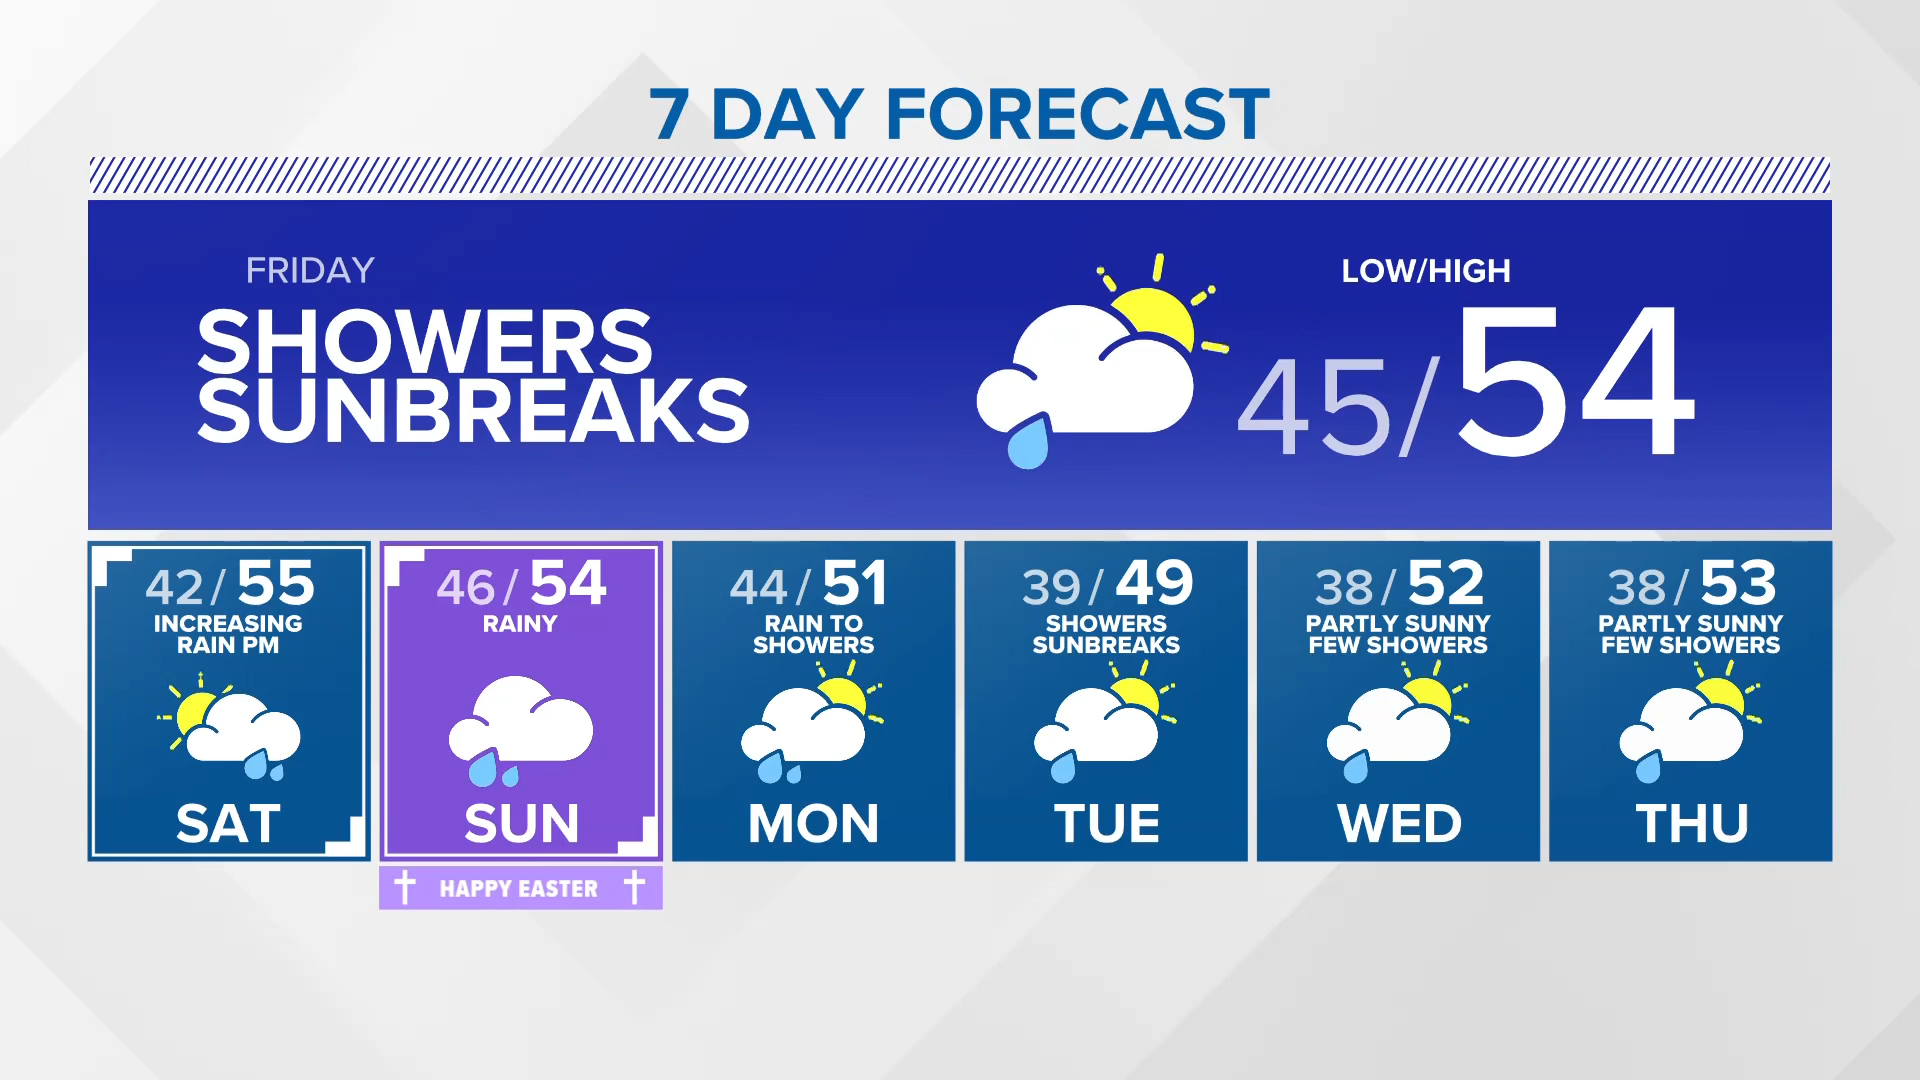 7 DAY FORECAST
FRIDAY
SHOWERS
SUNBREAKS
LOW/HIGH
45/54
42/55
INCREASING
RAIN PM
SAT
46/54
RAINY
SUN
HAPPY EASTER
44/51
RAIN TO
SHOWERS
MON
39/49
SHOWERS
SUNBREAKS
TUE
38/52
PARTLY SUNNY
FEW SHOWERS
WED
38/53
PARTLY SUNNY
FEW SHOWERS
THU